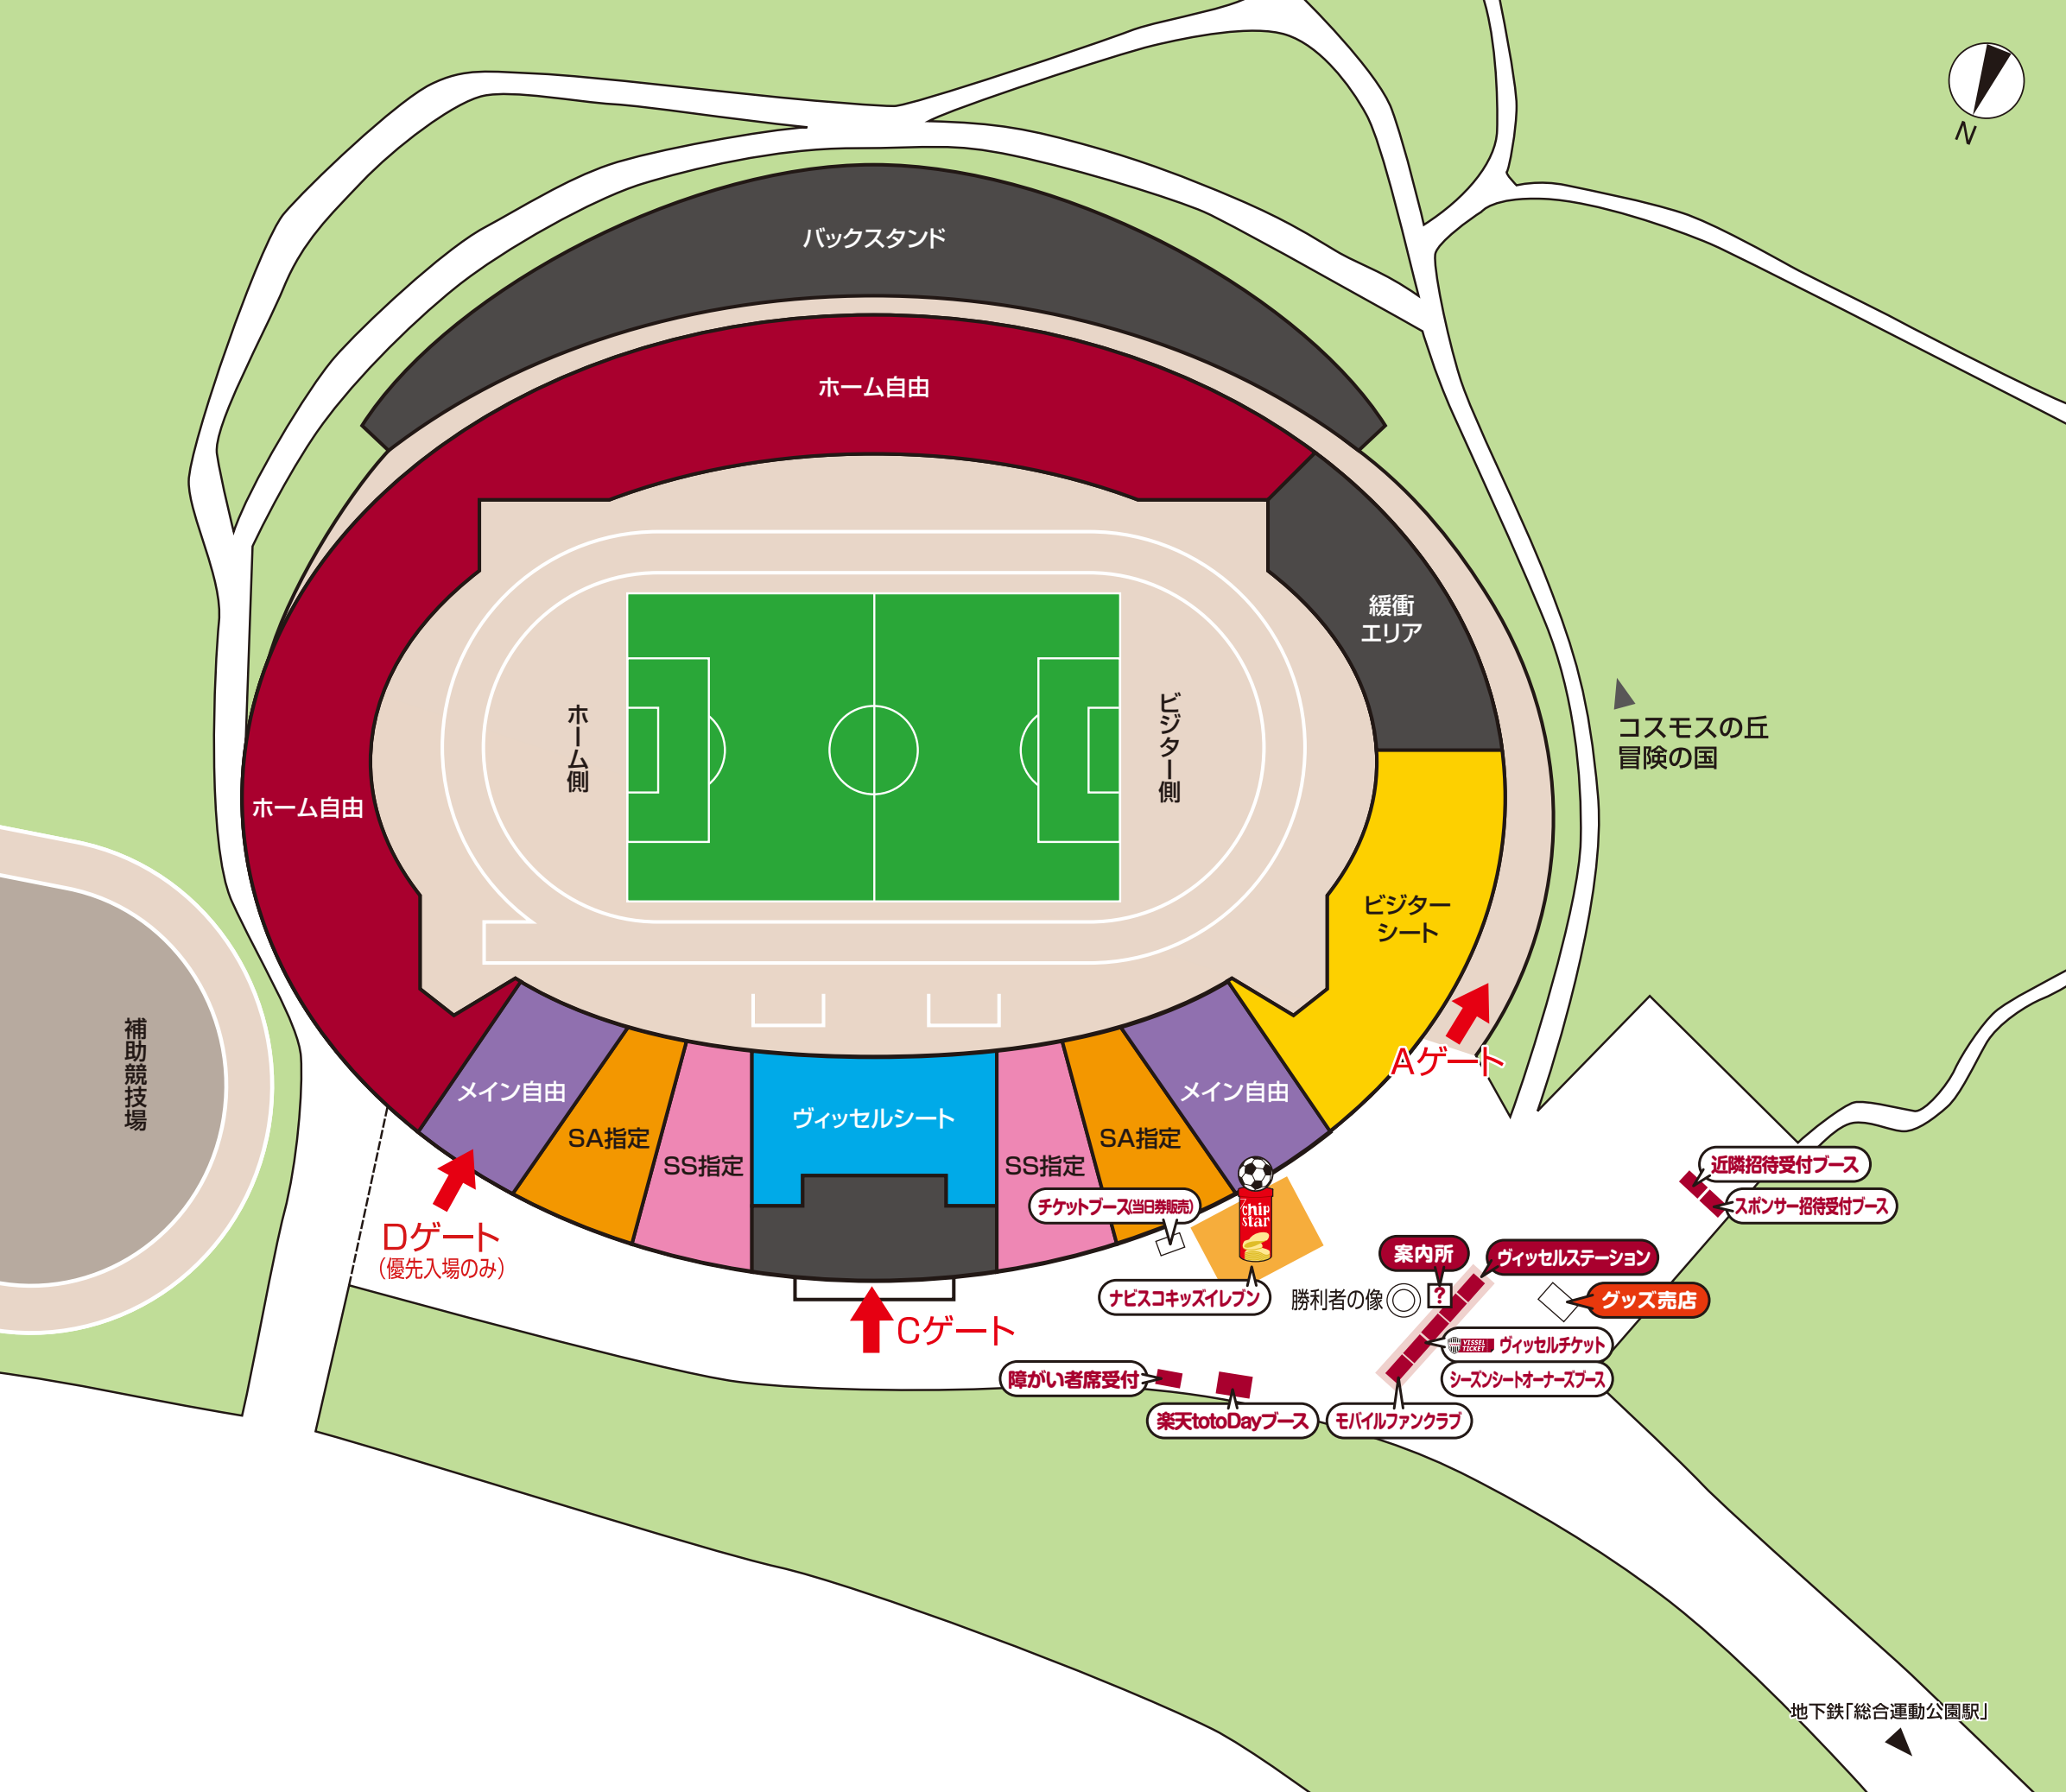 N
バックスタンド
ホーム自由
緩衝
エリア
ホーム側
ビジター側
コスモスの丘
冒険の国
ホーム自由
ビジター
シート
補助競技場
Aゲート
メイン自由
SA指定
SS指定
ヴィッセルシート
SS指定
SA指定
メイン自由
近隣招待受付ブース
スポンサー招待受付ブース
チケットブース(当日券販売)
chip
star
Dゲート
(優先入場のみ)
案内所
ヴィッセルステーション
?
ナビスコキッズイレブン
勝利者の像
グッズ売店
Cゲート
VISSEL
TICKET
ヴィッセルチケット
障がい者席受付
シーズンシートオーナーズブース
楽天totoDayブース
モバイルファンクラブ
地下鉄「総合運動公園駅」